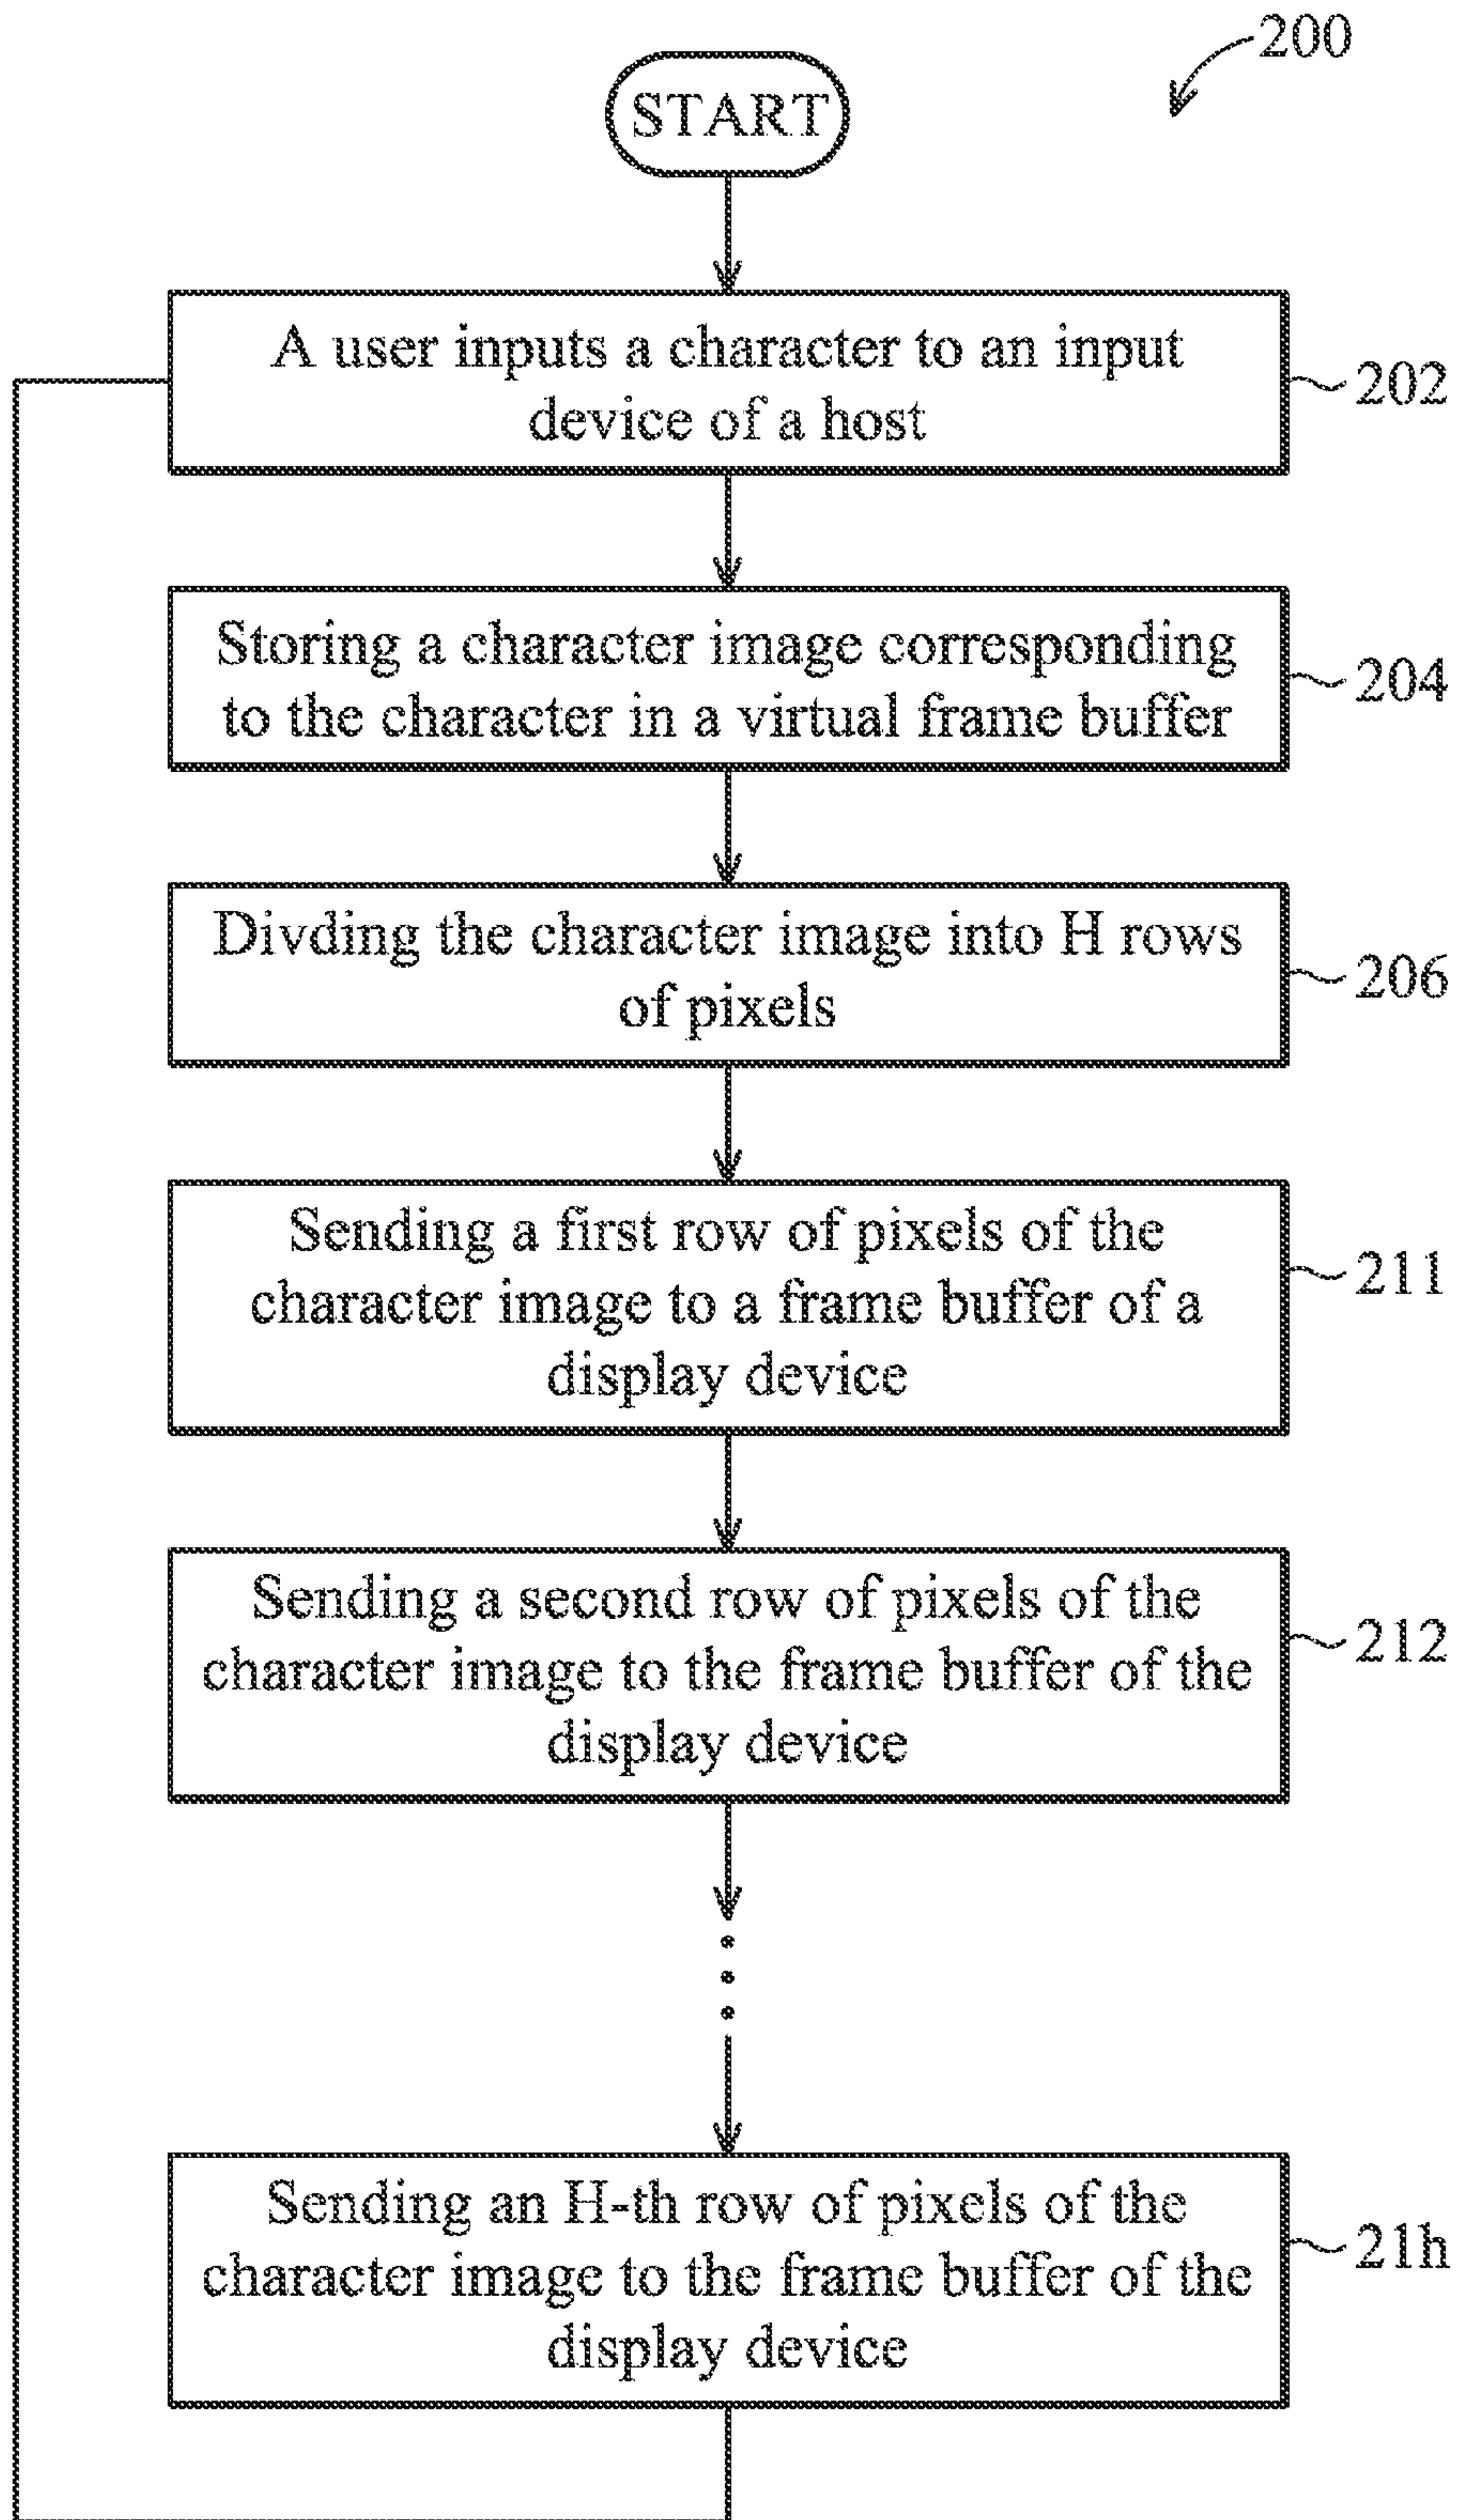 200
START
A user inputs a character to an input
device of a host
202
Storing a character image corresponding
to the character in a virtual frame buffer
204
Divding the character image into H rows
of pixels
206
Sending a first row of pixels of the
character image to a frame buffer of a
display device
211
Sending a second row of pixels of the
character image to the frame buffer of the
display device
212
Sending an H-th row of pixels of the
character image to the frame buffer of the
display device
21h